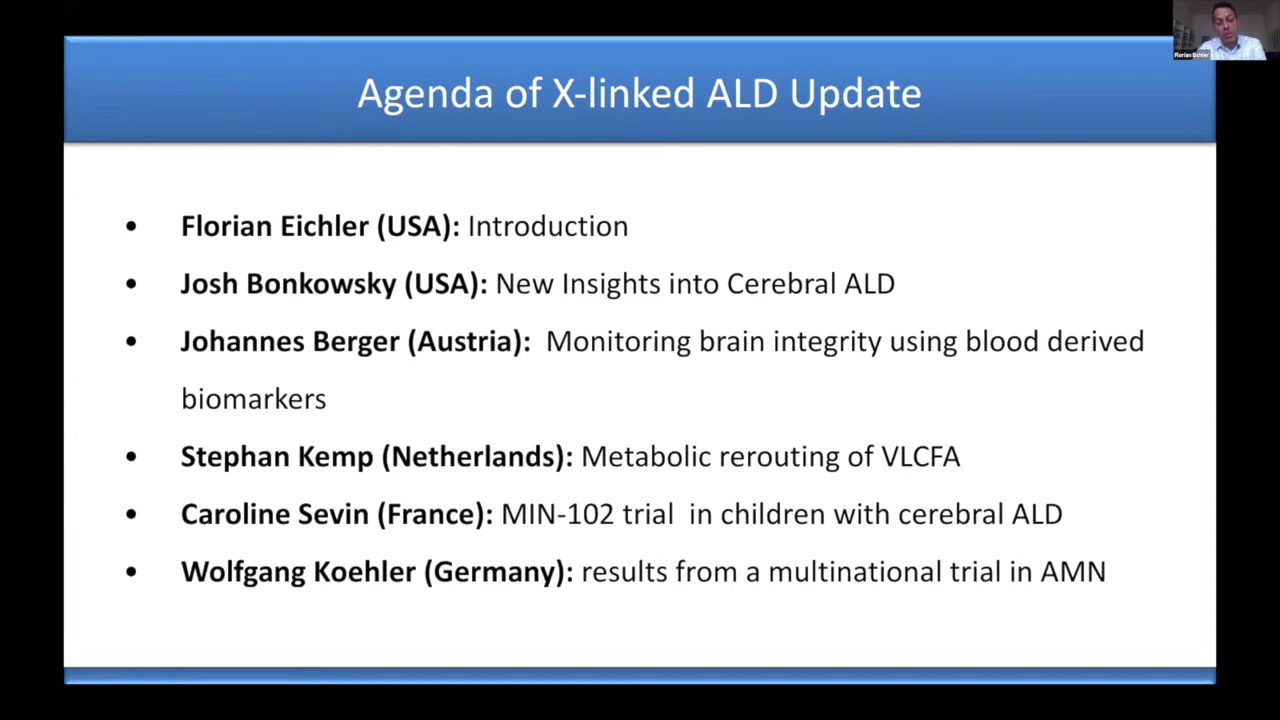 Agenda of X-linked ALD Update
Florian Eichler
• Florian Eichler (USA): Introduction
• Josh Bonkowsky (USA): New Insights into Cerebral ALD
• Johannes Berger (Austria):  Monitoring brain integrity using blood derived
biomarkers
• Stephan Kemp (Netherlands): Metabolic rerouting of VLCFA
• Caroline Sevin (France): MIN-102 trial  in children with cerebral ALD
• Wolfgang Koehler (Germany): results from a multinational trial in AMN